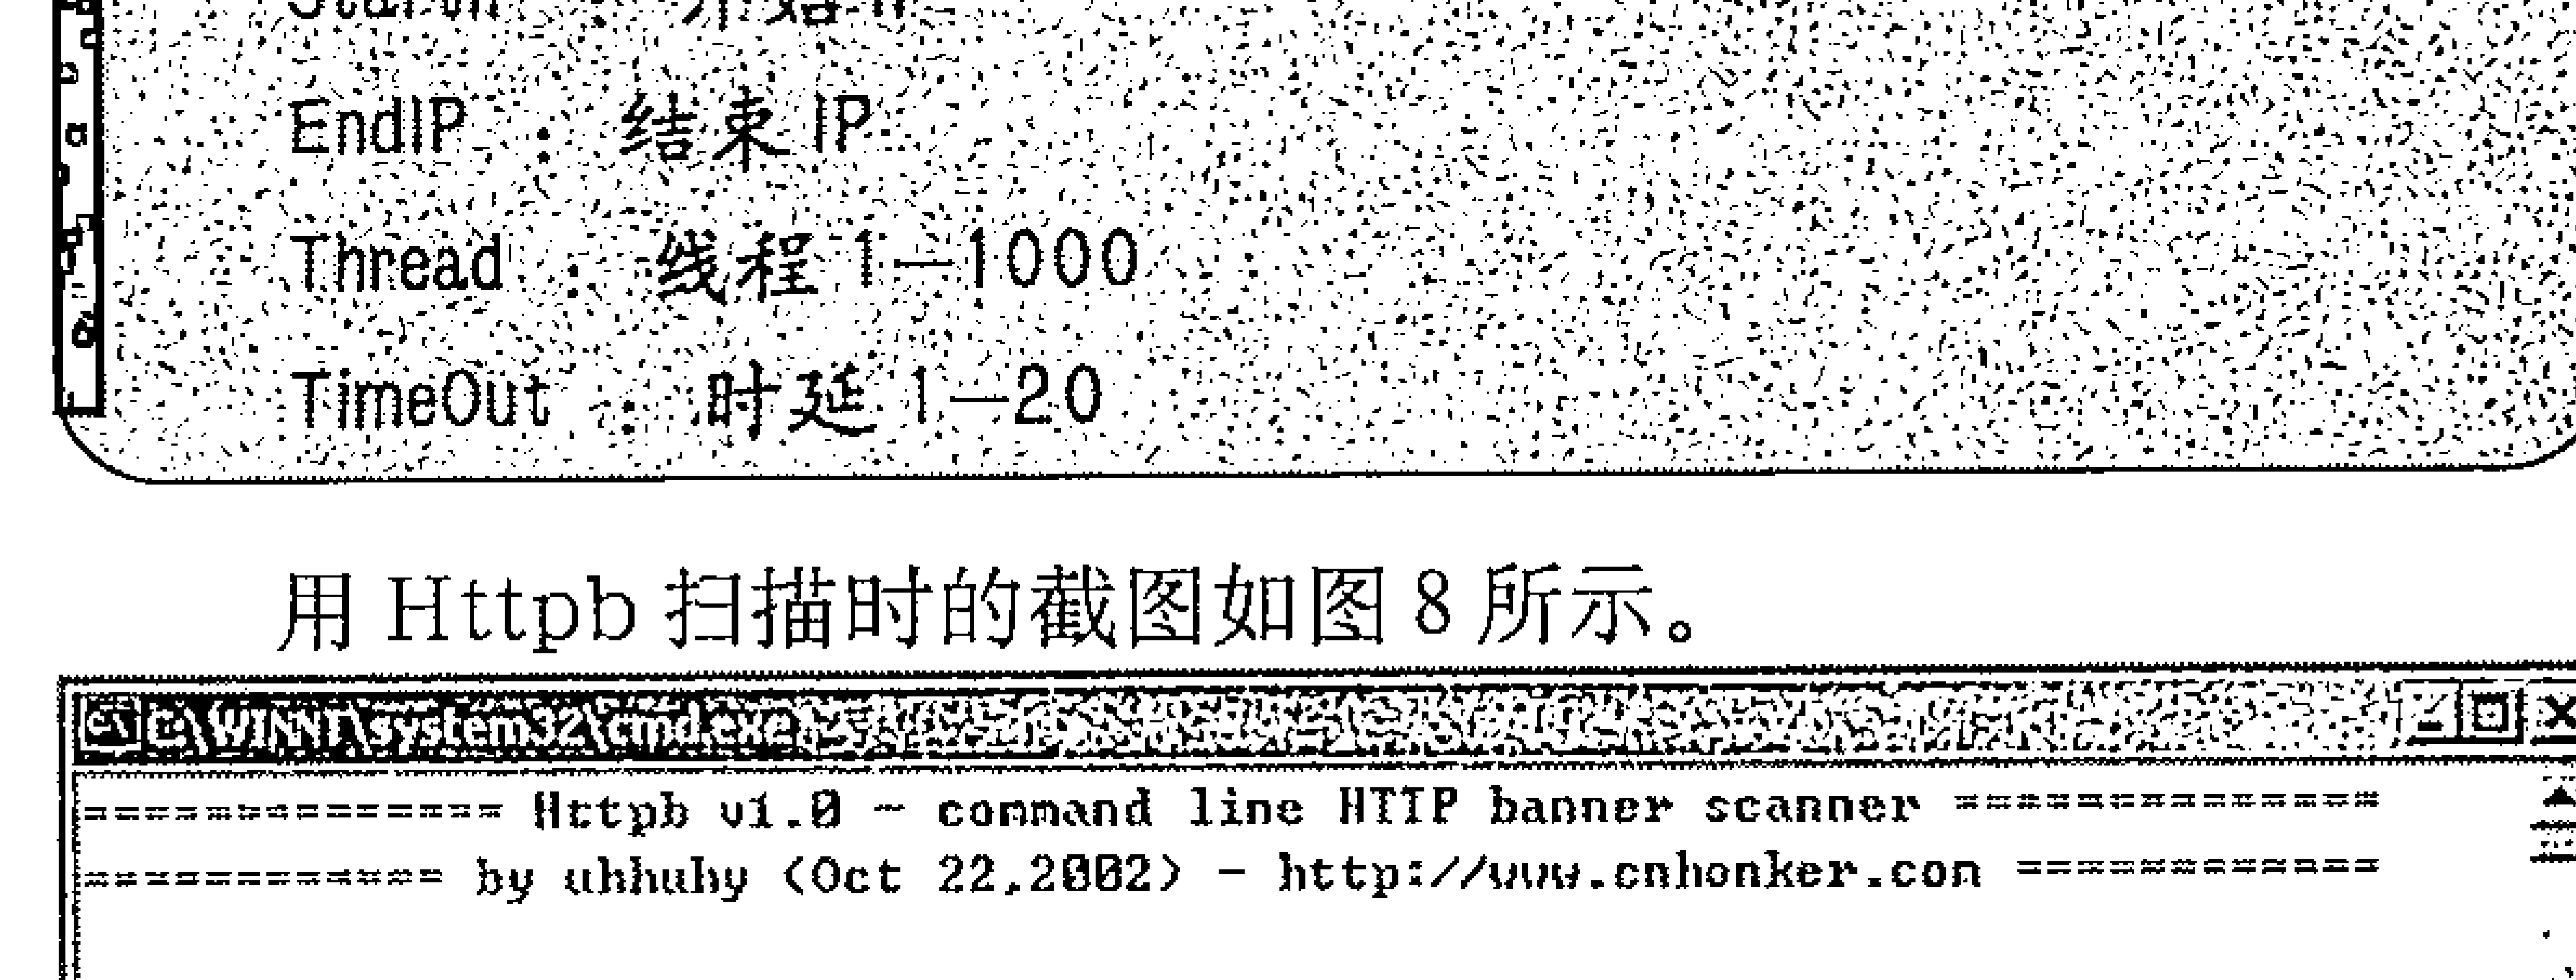 EndIP : 结束 IP
Thread : 线程 1—1000
TimeOut : 时延 1—20
用 Httpb 扫描时的截图如图 8 所示。
C:\WINNT\system32\cmd.exe
============== Httpb v1.0 - command line HTTP banner scanner ==============
============ by (Oct 22,2002) - http://www.cnhonker.com ============